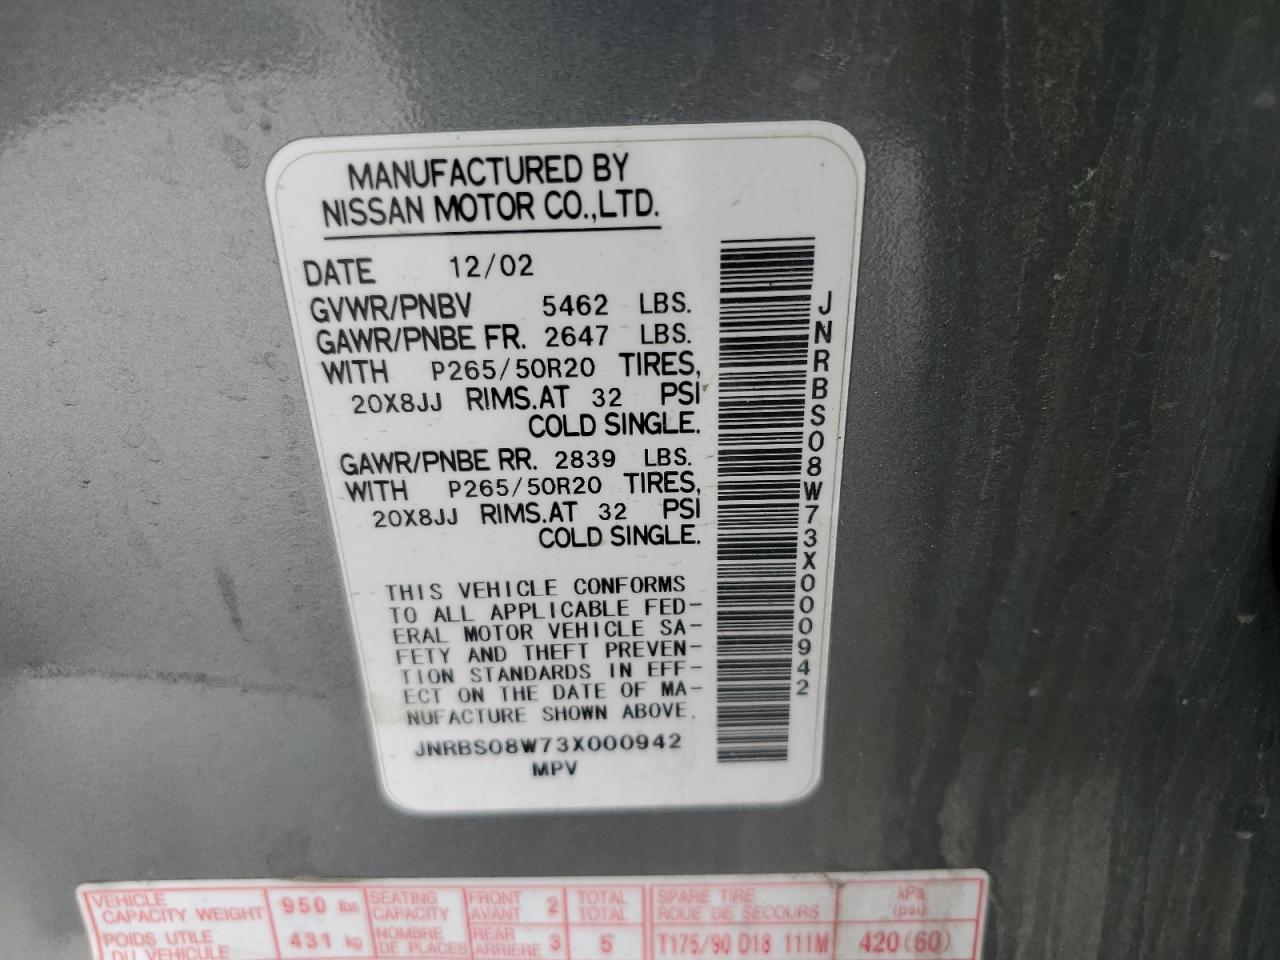 MANUFACTURED BY
NISSAN MOTOR CO.,LTD.
DATE 12/02
GVWR/PNBV 5462 LBS.
GAWR/PNBE FR. 2647 LBS.
WITH P265/50R20 TIRES,
20X8JJ RIMS.AT 32 PSI
COLD SINGLE.
GAWR/PNBE RR. 2839 LBS.
WITH P265/50R20 TIRES,
20X8JJ RIMS.AT 32 PSI
COLD SINGLE.
THIS VEHICLE CONFORMS
TO ALL APPLICABLE FED-
ERAL MOTOR VEHICLE SA-
FETY AND THEFT PREVEN-
TION STANDARDS IN EFF-
ECT ON THE DATE OF MA-
NUFACTURE SHOWN ABOVE.
JNRBS08W73X000942
MPV
JNRBS08W73X000942
VEHICLE CAPACITY WEIGHT 950 lbs
POIDS UTILE DU VEHICULE 431 kg
SEATING CAPACITY
NOMBRE DE PLACES
FRONT AVANT 2
REAR ARRIERE 3
TOTAL TOTAL
5
SPARE TIRE
ROUE DE SECOURS
T175/90 D18 111M
kPa (psi)
420(60)